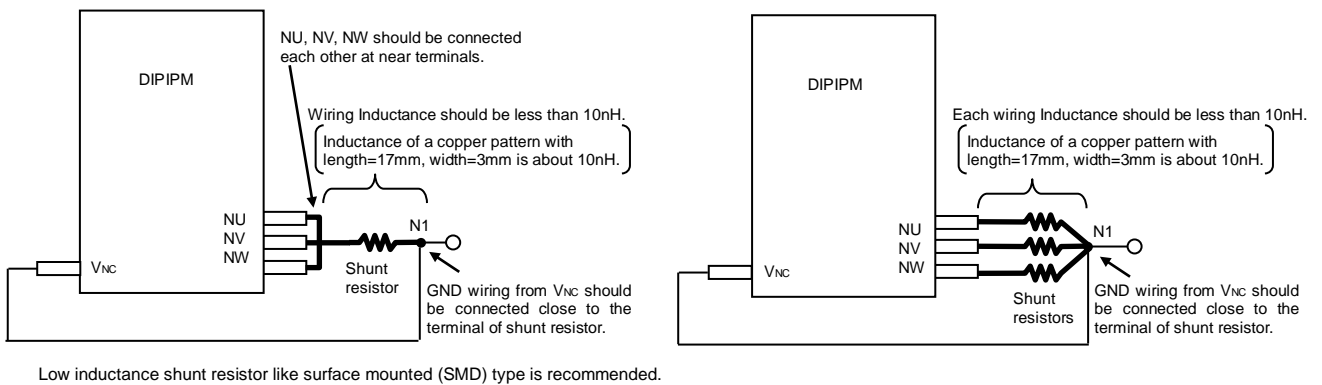 NU, NV, NW should be connected
each other at near terminals.
DIPIPM
Wiring Inductance should be less than 10nH.
Inductance of a copper pattern with
length=17mm, width=3mm is about 10nH.
NU
NV
NW
N1
VNC
Shunt
resistor
GND wiring from VNC should
be connected close to the
terminal of shunt resistor.
DIPIPM
Each wiring Inductance should be less than 10nH.
Inductance of a copper pattern with
length=17mm, width=3mm is about 10nH.
NU
NV
NW
N1
VNC
Shunt
resistors
GND wiring from VNC should
be connected close to the
terminal of shunt resistor.
Low inductance shunt resistor like surface mounted (SMD) type is recommended.